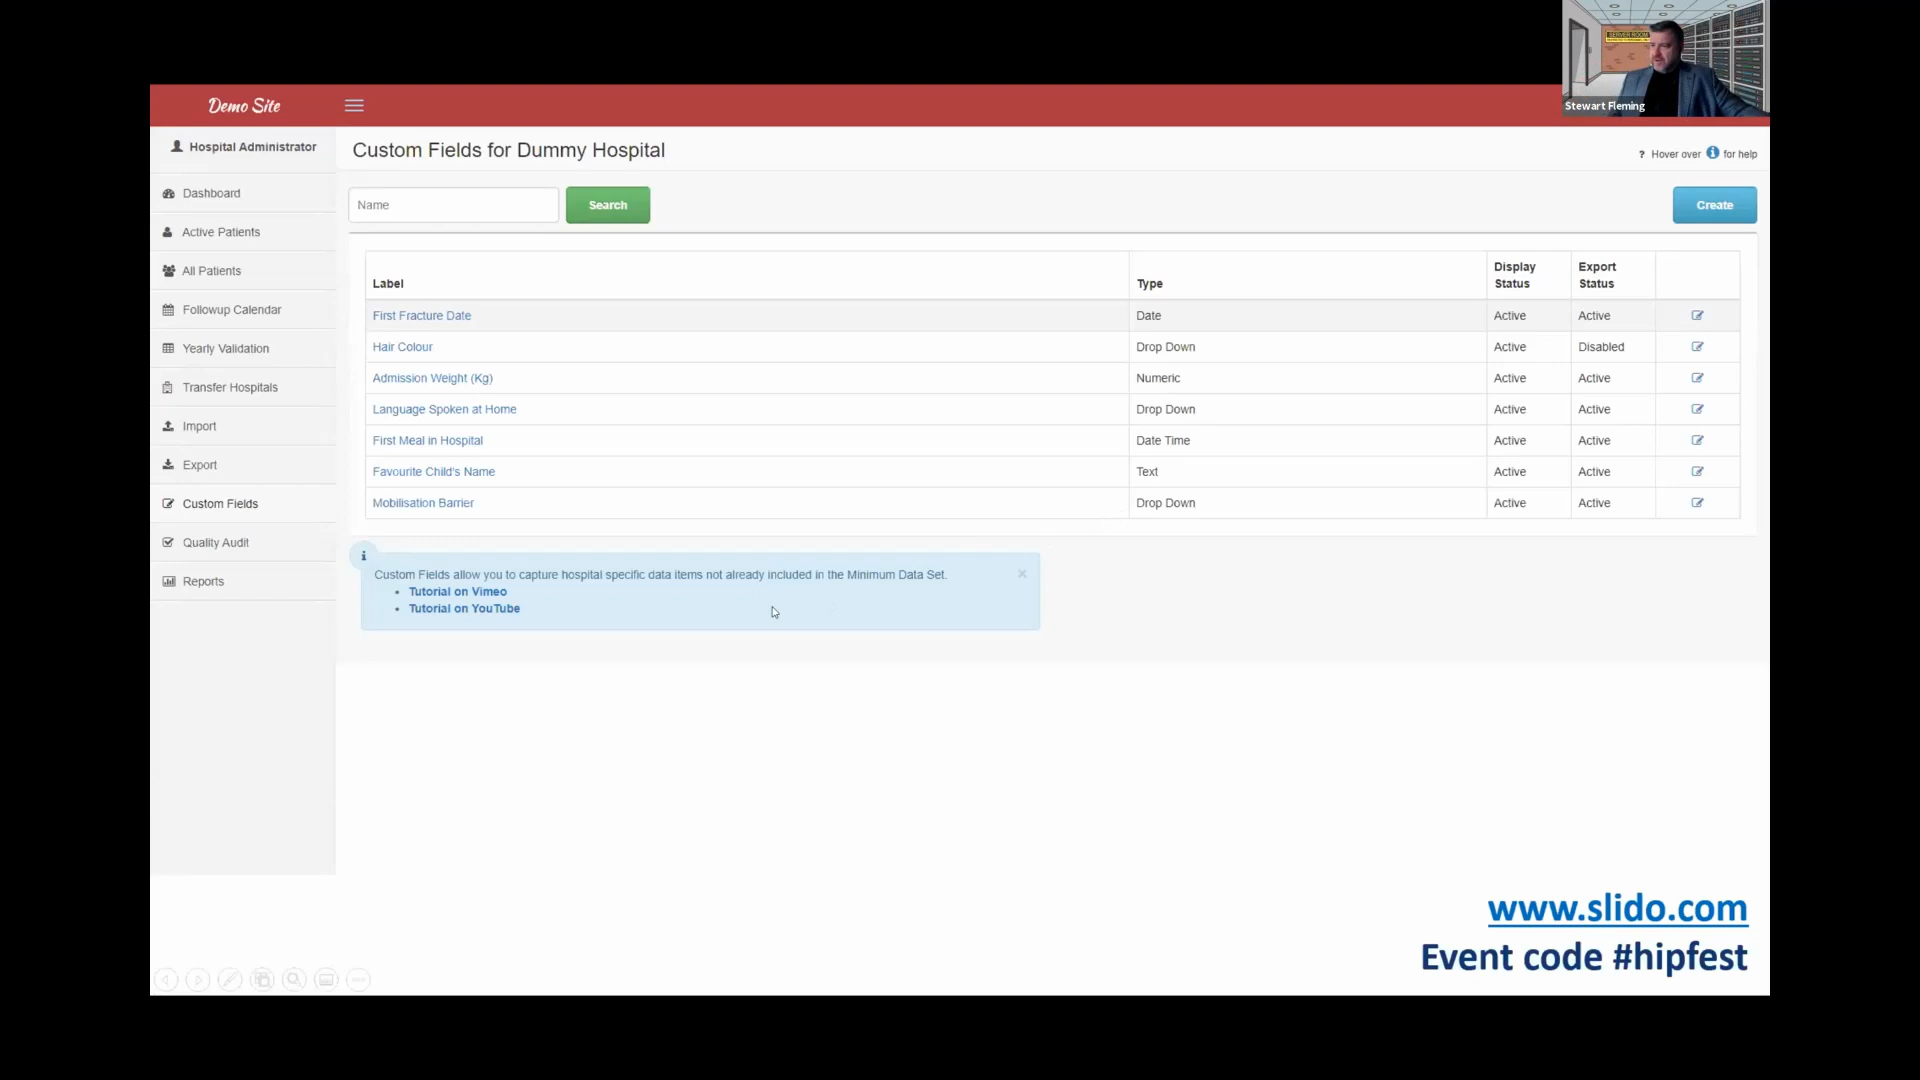 SERVER ROOM
Stewart Fleming
Demo Site
Hospital Administrator
Custom Fields for Dummy Hospital
? Hover over i for help
Dashboard
Active Patients
All Patients
Followup Calendar
Yearly Validation
Transfer Hospitals
Import
Export
Custom Fields
Quality Audit
Reports
Name
Search
Create
Label Type Display Status Export Status
First Fracture Date Date Active Active
Hair Colour Drop Down Active Disabled
Admission Weight (Kg) Numeric Active Active
Language Spoken at Home Drop Down Active Active
First Meal in Hospital Date Time Active Active
Favourite Child's Name Text Active Active
Mobilisation Barrier Drop Down Active Active
i
Custom Fields allow you to capture hospital specific data items not already included in the Minimum Data Set.
• Tutorial on Vimeo
• Tutorial on YouTube
www.slido.com
Event code #hipfest